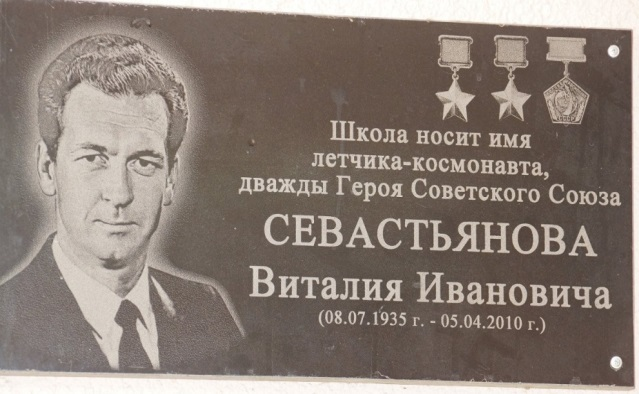 Школа носит имя
летчика-космонавта,
дважды Героя Советского Союза
СЕВАСТЬЯНОВА
Виталия Ивановича
(08.07.1935 г. - 05.04.2010 г.)